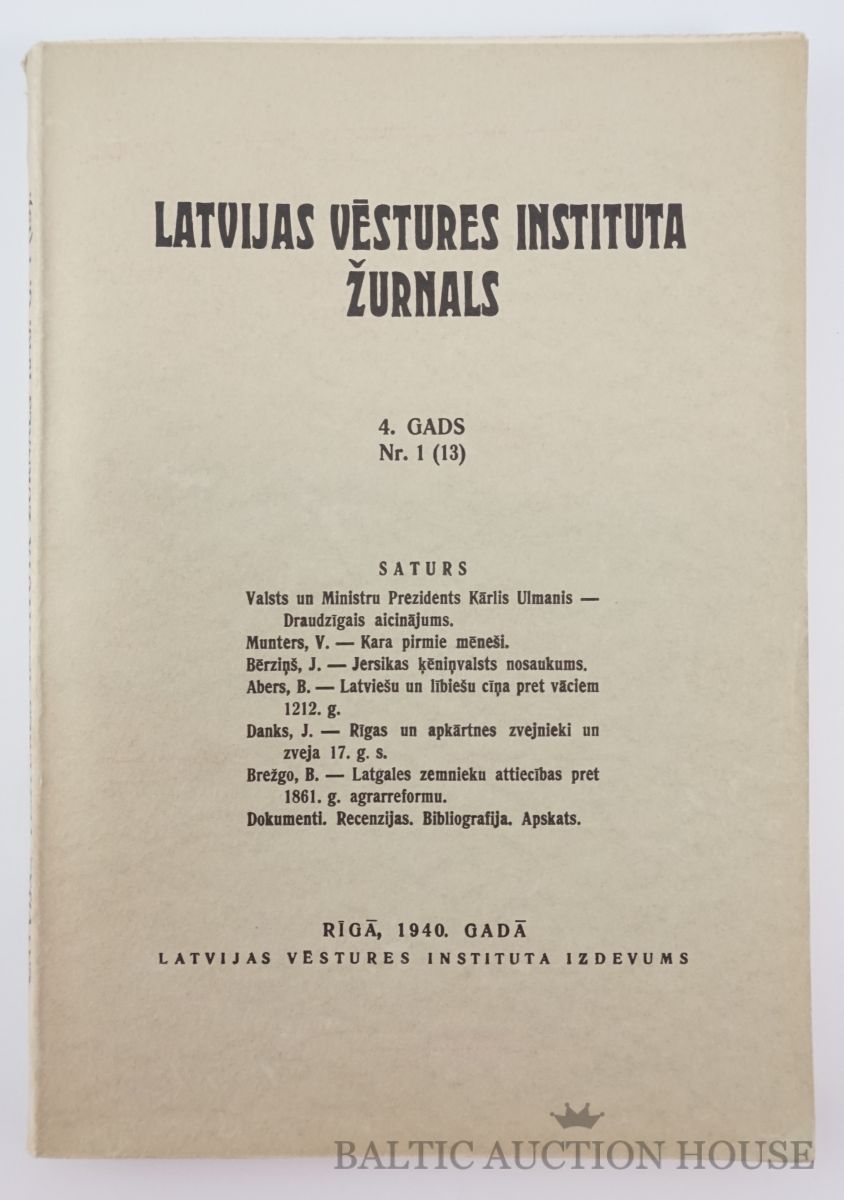 LATVIJAS VĒSTURES INSTITUTA
ŽURNALS
4. GADS
Nr. 1 (13)
SATURS
Valsts un Ministru Prezidents Kārlis Ulmanis —
Draudzīgais aicinājums.
Munters, V. — Kara pirmie mēneši.
Bērziņš, J. — Jersikas ķēniņvalsts nosaukums.
Abers, B. — Latviešu un lībiešu cīņa pret vāciem
1212. g.
Danks, J. — Rīgas un apkārtnes zvejnieki un
zveja 17. g. s.
Brežgo, B. — Latgales zemnieku attiecības pret
1861. g. agrarreformu.
Dokumenti. Recenzijas. Bibliografija. Apskats.
RĪGĀ, 1940. GADĀ
LATVIJAS VĒSTURES INSTITUTA IZDEVUMS
BALTIC AUCTION HOUSE